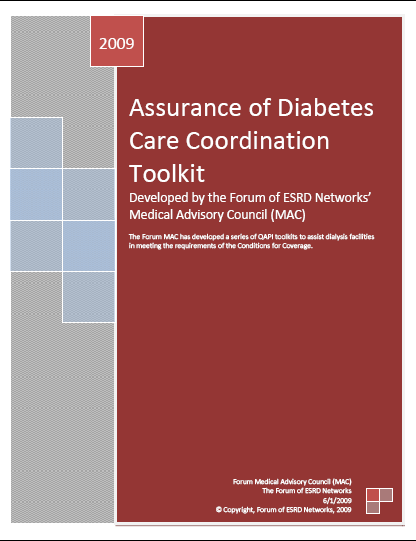 2009
Assurance of Diabetes
Care Coordination
Toolkit
Developed by the Forum of ESRD Networks’
Medical Advisory Council (MAC)
The Forum MAC has developed a series of QAPI toolkits to assist dialysis facilities
in meeting the requirements of the Conditions for Coverage.
Forum Medical Advisory Council (MAC)
The Forum of ESRD Networks
6/1/2009
© Copyright, Forum of ESRD Networks, 2009